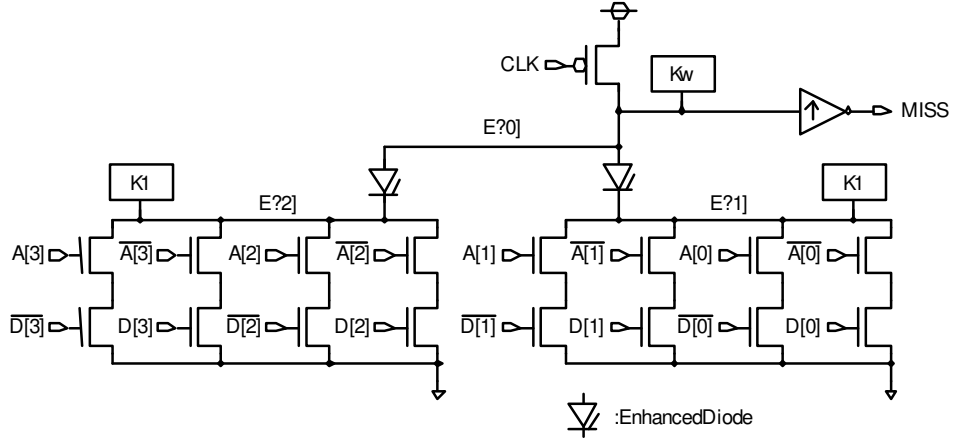 CLK
Kw
MISS
E?0]
K1
E?2]
E?1]
K1
A[3] A̅[̅3̅]̅ A[2] A̅[̅2̅]̅ A[1] A̅[̅1̅]̅ A[0] A̅[̅0̅]̅
D̅[̅3̅]̅ D[3] D̅[̅2̅]̅ D[2] D̅[̅1̅]̅ D[1] D̅[̅0̅]̅ D[0]
:EnhancedDiode